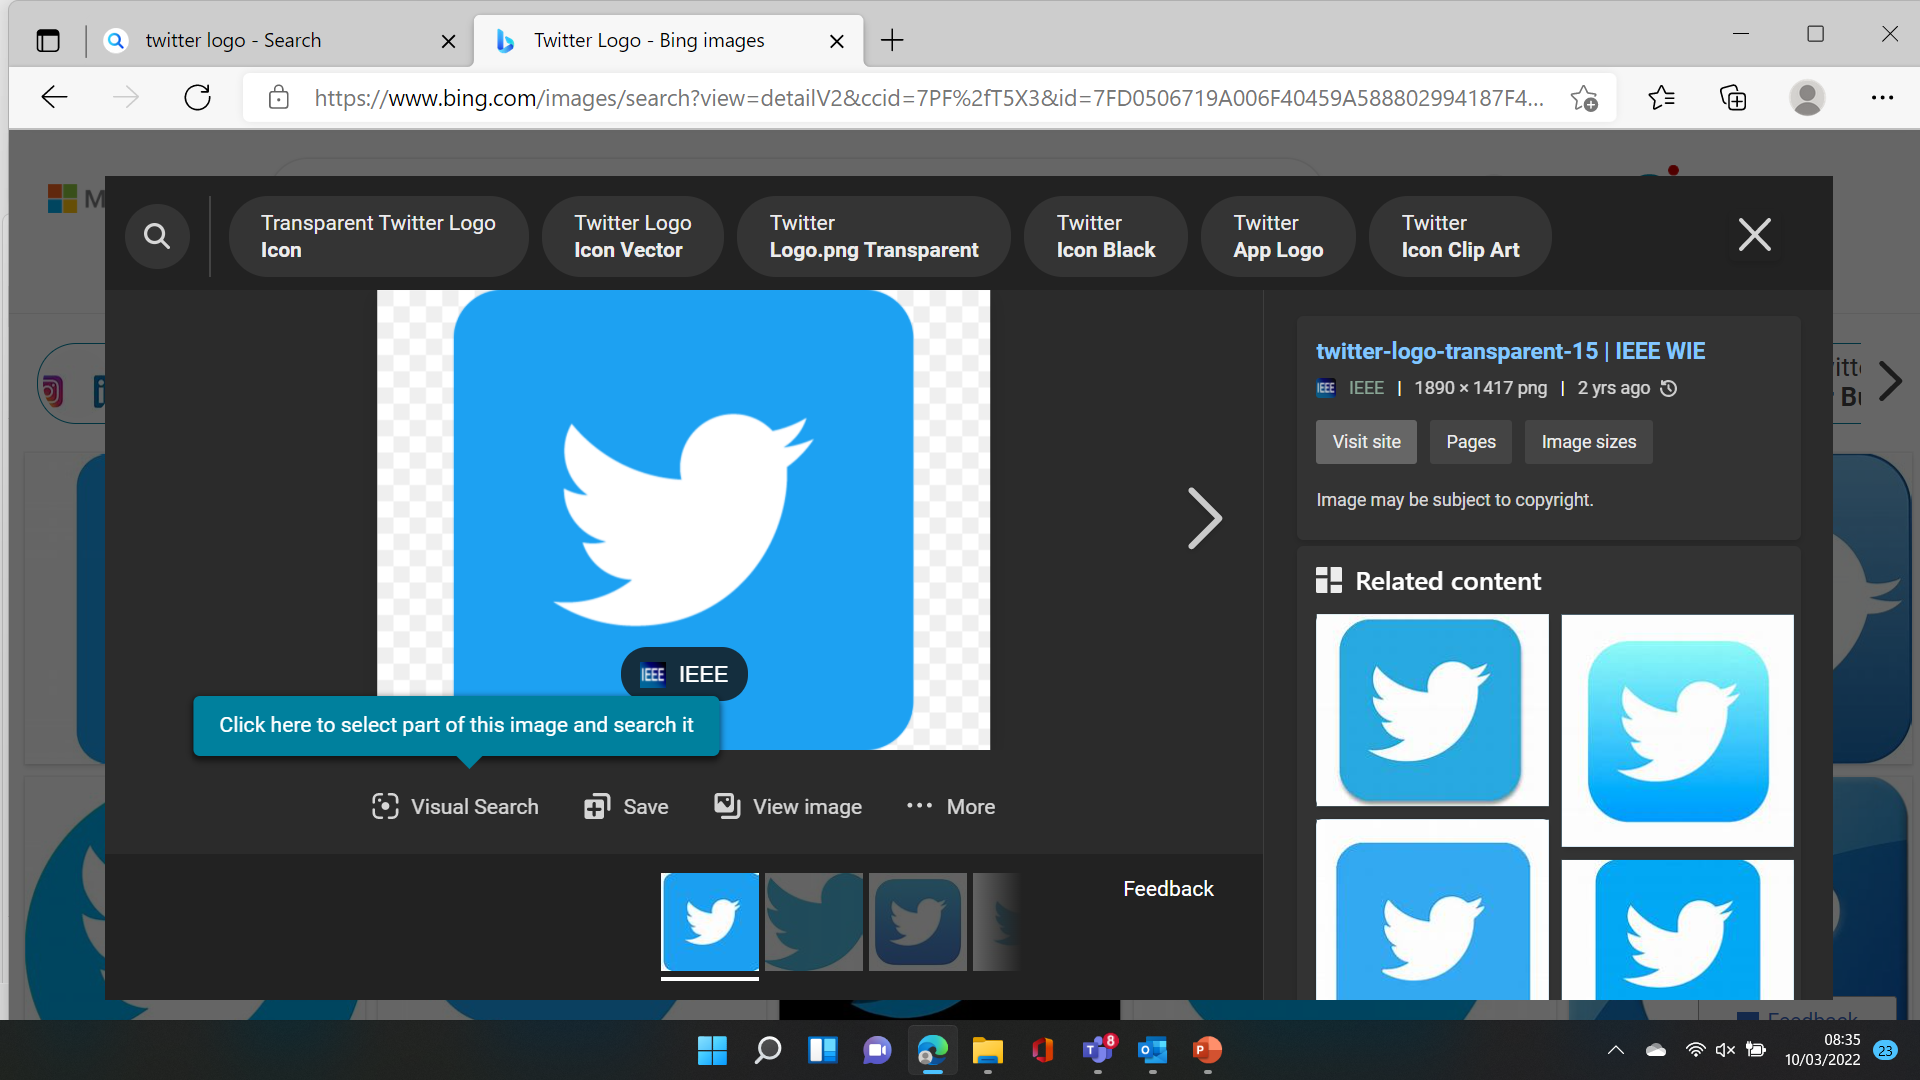 twitter logo - Search
Twitter Logo - Bing images
https://www.bing.com/images/search?view=detailV2&ccid=7PF%2fT5X3&id=7FD0506719A006F40459A588802994187F4...
M
Transparent Twitter Logo
Icon
Twitter Logo
Icon Vector
Twitter
Logo.png Transparent
Twitter
Icon Black
Twitter
App Logo
Twitter
Icon Clip Art
twitter-logo-transparent-15 | IEEE WIE
IEEE IEEE | 1890 × 1417 png | 2 yrs ago
Visit site
Pages
Image sizes
Image may be subject to copyright.
Related content
IEEE IEEE
Click here to select part of this image and search it
Visual Search
Save
View image
More
Feedback
Feedback
8
08:35
10/03/2022
23